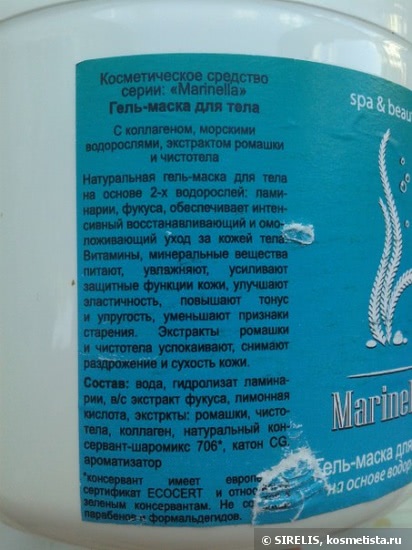 Косметическое средство
серии: «Marinella»
Гель-маска для тела
С коллагеном, морскими
водорослями, экстрактом ромашки
и чистотела
Натуральная гель-маска для тела
на основе 2-х водорослей: лами-
нарии, фукуса, обеспечивает интен-
сивный восстанавливающий и омо-
ложивающий уход за кожей тела.
Витамины, минеральные вещества
питают, увлажняют, усиливают
защитные функции кожи, улучшают
эластичность, повышают тонус
и упругость, уменьшают признаки
старения. Экстракты ромашки
и чистотела успокаивают, снимают
раздрожение и сухость кожи.
Состав: вода, гидролизат ламина-
рии, в/с экстракт фукуса, лимонная
кислота, экстркты: ромашки, чисто-
тела, коллаген, натуральный кон-
сервант-шаромикс 706*, катон CG,
ароматизатор
*консервант имеет европе
сертификат ECOCERT и относ
зеленым консервантам. Не со
парабенов формальдегидов.
spa & beau
Marinel
Гель-маска для
на основе водор
© SIRELIS, kosmetista.ru